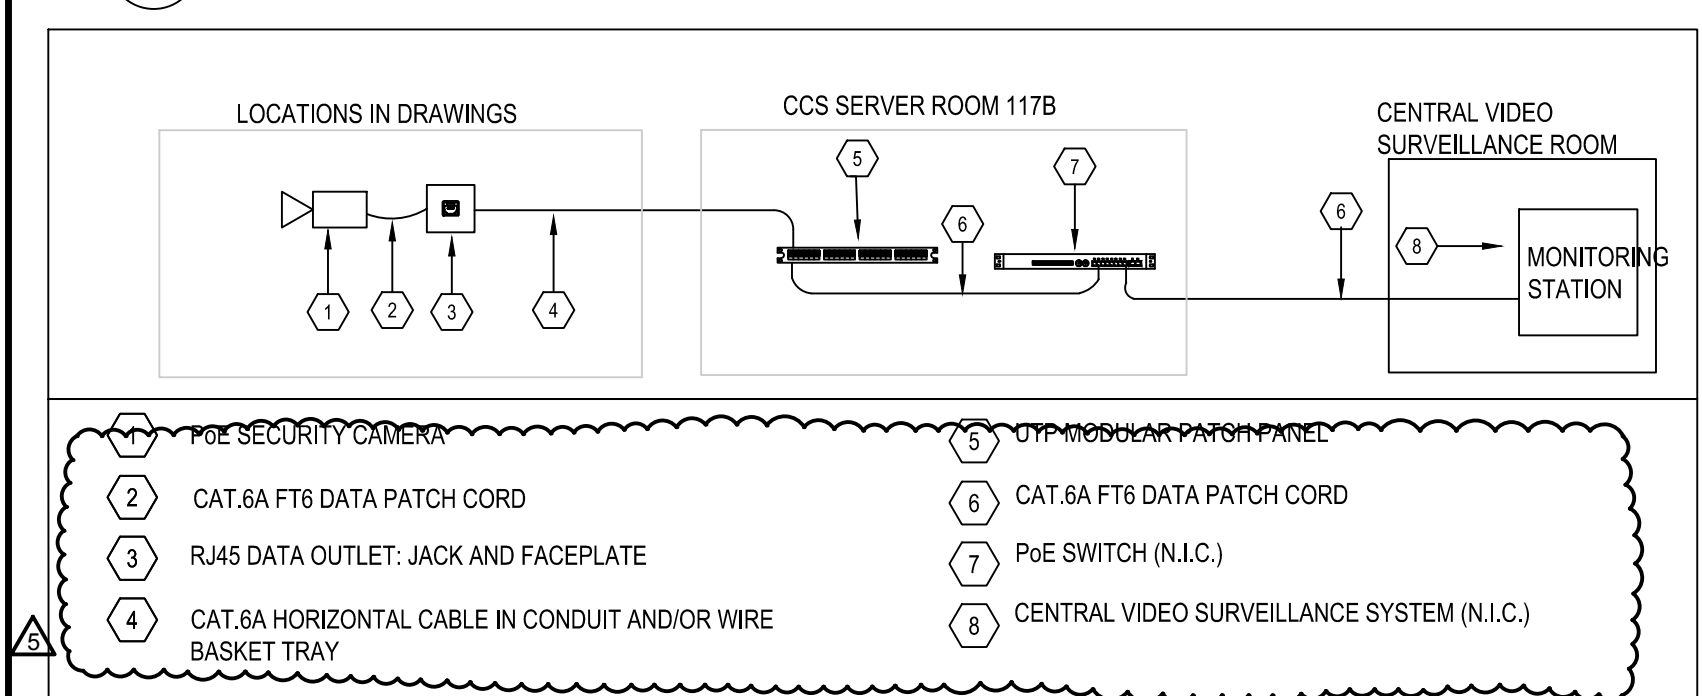 LOCATIONS IN DRAWINGS
CCS SERVER ROOM 117B
CENTRAL VIDEO
SURVEILLANCE ROOM
5
7
6
6
8
MONITORING
STATION
1
2
3
4
1 PoE SECURITY CAMERA
2 CAT.6A FT6 DATA PATCH CORD
3 RJ45 DATA OUTLET: JACK AND FACEPLATE
4 CAT.6A HORIZONTAL CABLE IN CONDUIT AND/OR WIRE
BASKET TRAY
5 UTP MODULAR PATCH PANEL
6 CAT.6A FT6 DATA PATCH CORD
7 PoE SWITCH (N.I.C.)
8 CENTRAL VIDEO SURVEILLANCE SYSTEM (N.I.C.)
5